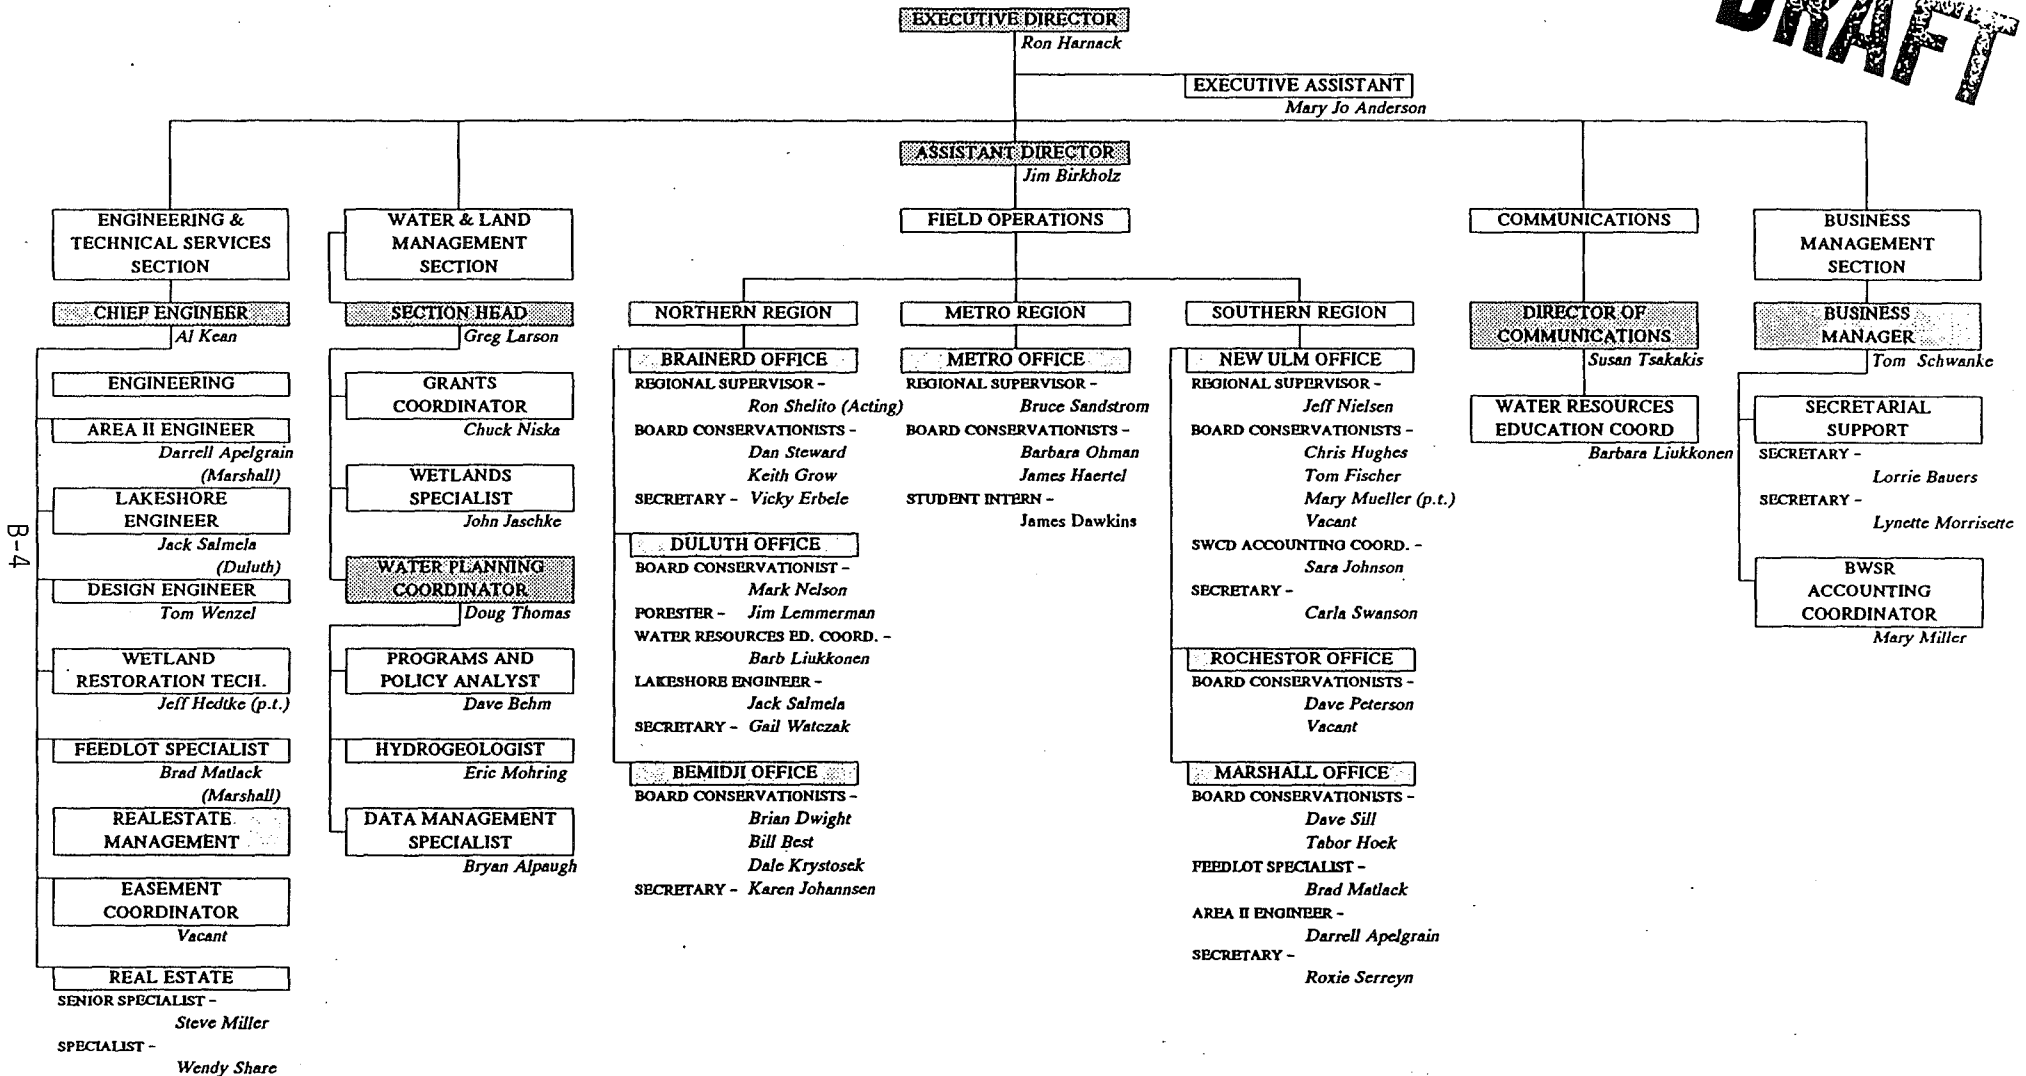 DRAFT
EXECUTIVE DIRECTOR
Ron Harnack
EXECUTIVE ASSISTANT
Mary Jo Anderson
ASSISTANT DIRECTOR
Jim Birkholz
ENGINEERING &
TECHNICAL SERVICES
SECTION
CHIEF ENGINEER
Al Kean
ENGINEERING
AREA II ENGINEER
Darrell Apelgrain
(Marshall)
LAKESHORE
ENGINEER
Jack Salmela
(Duluth)
DESIGN ENGINEER
Tom Wenzel
WETLAND
RESTORATION TECH.
Jeff Hedtke (p.t.)
FEEDLOT SPECIALIST
Brad Matlack
(Marshall)
REALESTATE
MANAGEMENT
EASEMENT
COORDINATOR
Vacant
REAL ESTATE
SENIOR SPECIALIST -
Steve Miller
SPECIALIST -
Wendy Share
WATER & LAND
MANAGEMENT
SECTION
SECTION HEAD
Greg Larson
GRANTS
COORDINATOR
Chuck Niska
WETLANDS
SPECIALIST
John Jaschke
WATER PLANNING
COORDINATOR
Doug Thomas
PROGRAMS AND
POLICY ANALYST
Dave Behm
HYDROGEOLOGIST
Eric Mohring
DATA MANAGEMENT
SPECIALIST
Bryan Alpaugh
FIELD OPERATIONS
NORTHERN REGION
BRAINERD OFFICE
REGIONAL SUPERVISOR -
Ron Shelito (Acting)
BOARD CONSERVATIONISTS -
Dan Steward
Keith Grow
SECRETARY - Vicky Erbele
DULUTH OFFICE
BOARD CONSERVATIONIST -
Mark Nelson
FORESTER - Jim Lemmerman
WATER RESOURCES ED. COORD. -
Barb Liukkonen
LAKESHORE ENGINEER -
Jack Salmela
SECRETARY - Gail Watczak
BEMIDJI OFFICE
BOARD CONSERVATIONISTS -
Brian Dwight
Bill Best
Dale Krystosek
SECRETARY - Karen Johannsen
METRO REGION
METRO OFFICE
REGIONAL SUPERVISOR -
Bruce Sandstrom
BOARD CONSERVATIONISTS -
Barbara Ohman
James Haertel
STUDENT INTERN -
James Dawkins
SOUTHERN REGION
NEW ULM OFFICE
REGIONAL SUPERVISOR -
Jeff Nielsen
BOARD CONSERVATIONISTS -
Chris Hughes
Tom Fischer
Mary Mueller (p.t.)
Vacant
SWCD ACCOUNTING COORD. -
Sara Johnson
SECRETARY -
Carla Swanson
ROCHESTOR OFFICE
BOARD CONSERVATIONISTS -
Dave Peterson
Vacant
MARSHALL OFFICE
BOARD CONSERVATIONISTS -
Dave Sill
Tabor Hoek
FEEDLOT SPECIALIST -
Brad Matlack
AREA II ENGINEER -
Darrell Apelgrain
SECRETARY -
Roxie Serreyn
COMMUNICATIONS
DIRECTOR OF
COMMUNICATIONS
Susan Tsakakis
WATER RESOURCES
EDUCATION COORD
Barbara Liukkonen
BUSINESS
MANAGEMENT
SECTION
BUSINESS
MANAGER
Tom Schwanke
SECRETARIAL
SUPPORT
SECRETARY -
Lorrie Bauers
SECRETARY -
Lynette Morrisette
BWSR
ACCOUNTING
COORDINATOR
Mary Miller
B-4